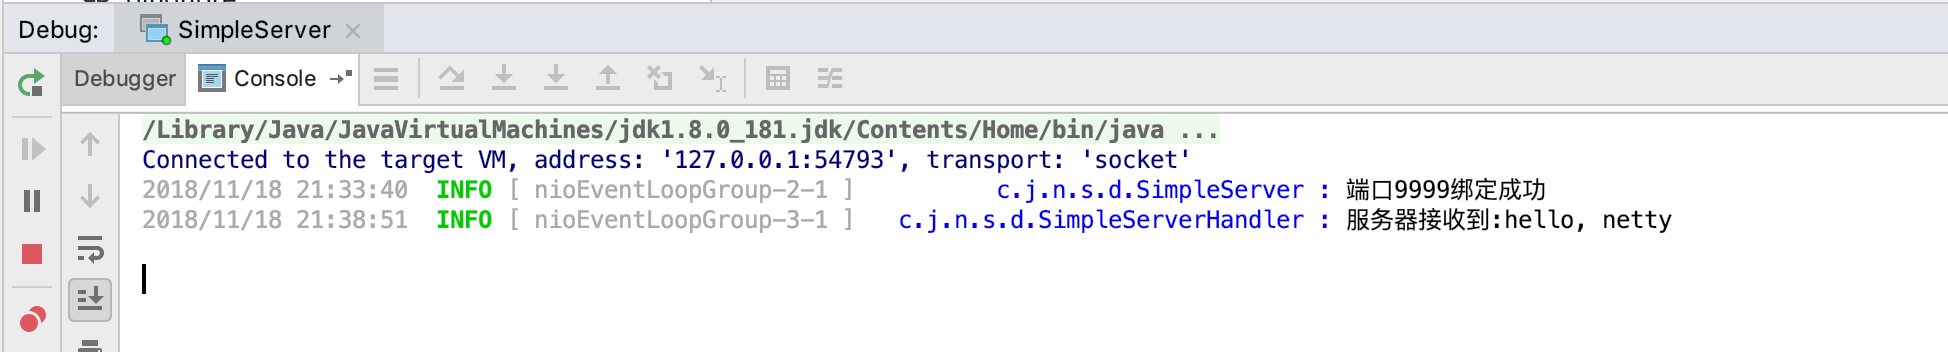 Debug: SimpleServer
Debugger Console
/Library/Java/JavaVirtualMachines/jdk1.8.0_181.jdk/Contents/Home/bin/java ...
Connected to the target VM, address: '127.0.0.1:54793', transport: 'socket'
2018/11/18 21:33:40 INFO [ nioEventLoopGroup-2-1 ] c.j.n.s.d.SimpleServer : 端口9999绑定成功
2018/11/18 21:38:51 INFO [ nioEventLoopGroup-3-1 ] c.j.n.s.d.SimpleServerHandler : 服务器接收到:hello, netty